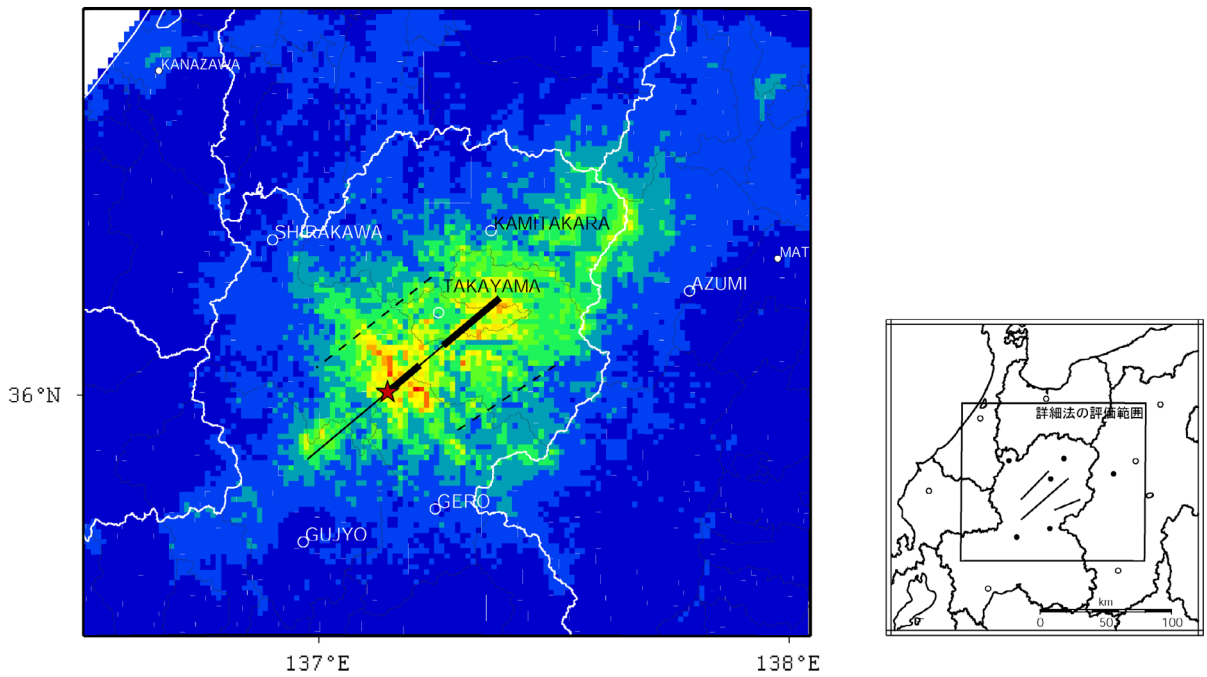 KANAZAWA
SHIRAKAWA
KAMITAKARA
MAT
TAKAYAMA
AZUMI
36°N
GERO
GUJYO
137°E
138°E
詳細法の評価範囲
km
0
50
100